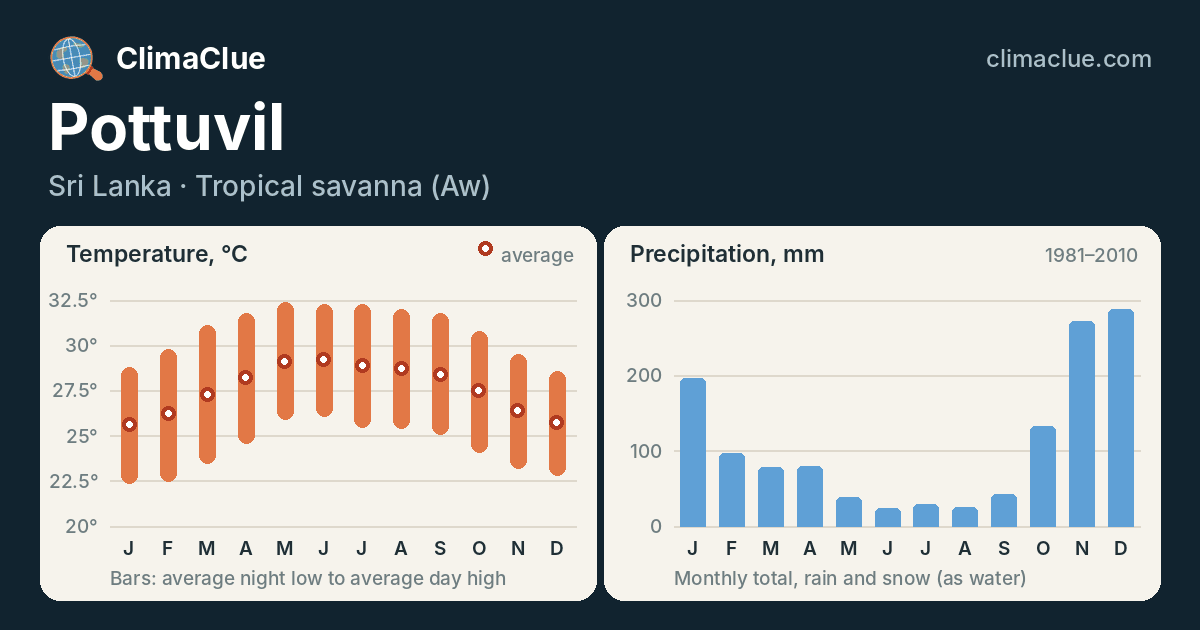 ClimaClue
climaclue.com
Pottuvil
Sri Lanka · Tropical savanna (Aw)
Temperature, °C
average
32.5°
30°
27.5°
25°
22.5°
20°
J F M A M J J A S O N D
Bars: average night low to average day high
Precipitation, mm
1981–2010
300
200
100
0
J F M A M J J A S O N D
Monthly total, rain and snow (as water)